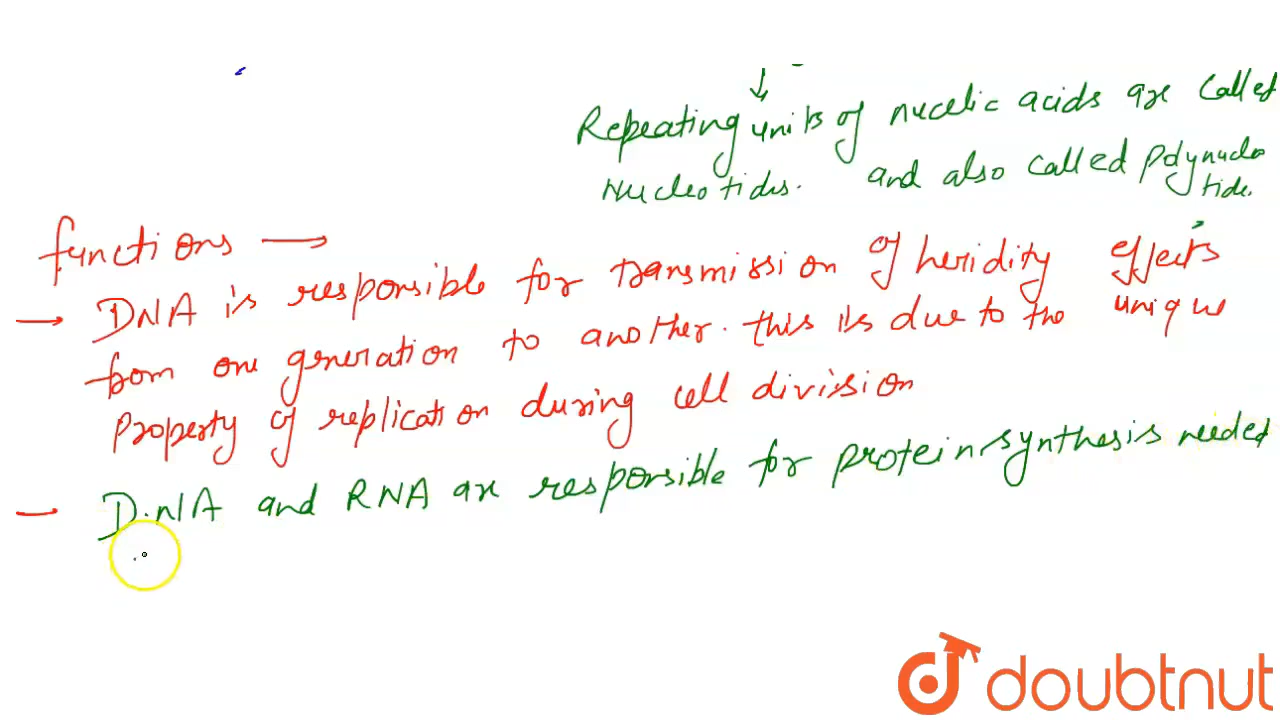 Repeating units of nucelic acids are called
Nucleotides. and also called polynucleo
tide.
functions →
→ DNA is responsible for transmission of heridity effects
from one generation to another. this is due to the unique
property of replication during cell division
- D.NA and RNA are responsible for protein synthesis needed
doubtnut